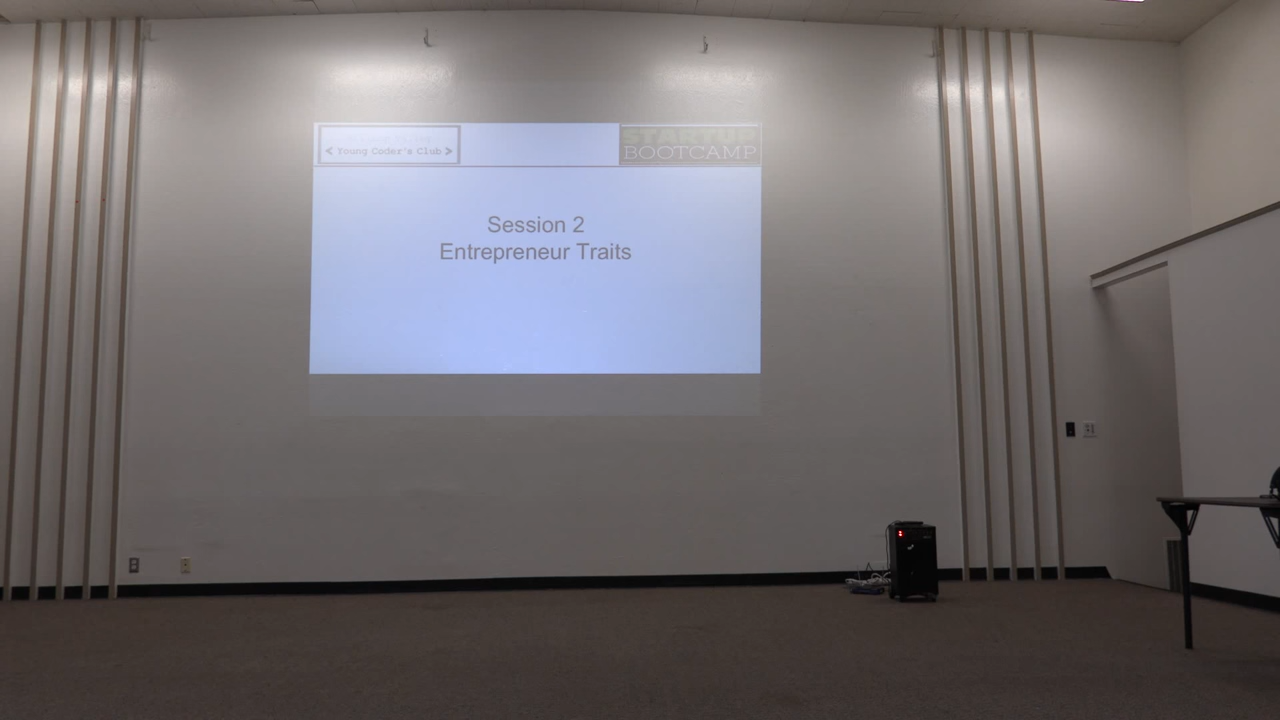 < Young Coder's Club >
STARTUP
BOOTCAMP
Session 2
Entrepreneur Traits